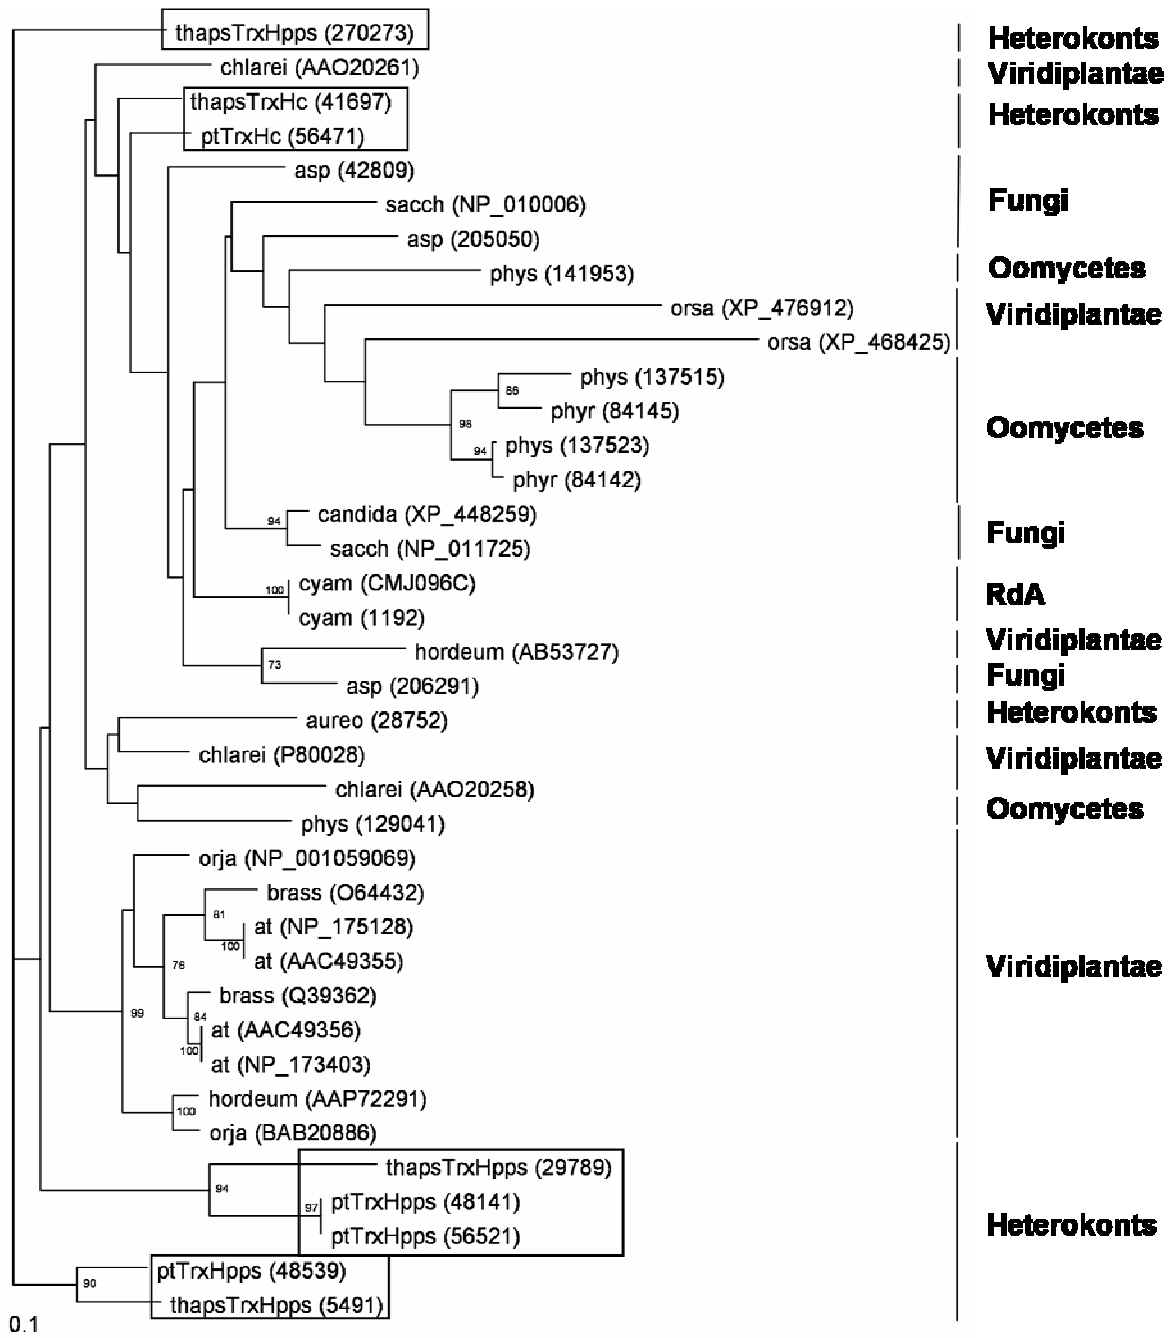 thapsTrxHpps (270273)
Heterokonts
chlarei (AAO20261)
Viridiplantae
thapsTrxHc (41697)
Heterokonts
ptTrxHc (56471)
asp (42809)
sacch (NP_010006)
Fungi
asp (205050)
phys (141953)
Oomycetes
orsa (XP_476912)
Viridiplantae
orsa (XP_468425)
phys (137515)
86
phyr (84145)
98
Oomycetes
phys (137523)
94
phyr (84142)
candida (XP_448259)
94
Fungi
sacch (NP_011725)
cyam (CMJ096C)
100
RdA
cyam (1192)
hordeum (AB53727)
Viridiplantae
73
Fungi
asp (206291)
aureo (28752)
Heterokonts
chlarei (P80028)
Viridiplantae
chlarei (AAO20258)
Oomycetes
phys (129041)
orja (NP_001059069)
brass (O64432)
81
at (NP_175128)
100
at (AAC49355)
76
Viridiplantae
brass (Q39362)
84
99
at (AAC49356)
100
at (NP_173403)
hordeum (AAP72291)
100
orja (BAB20886)
thapsTrxHpps (29789)
94
ptTrxHpps (48141)
97
Heterokonts
ptTrxHpps (56521)
ptTrxHpps (48539)
90
thapsTrxHpps (5491)
0.1